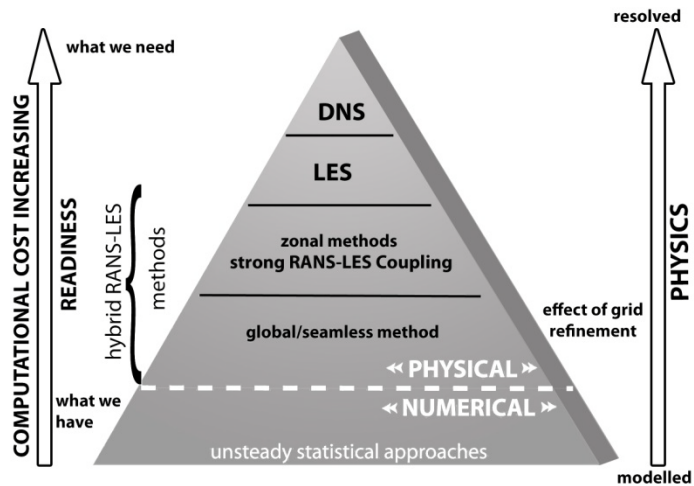 resolved
what we need
COMPUTATIONAL COST INCREASING
READINESS
hybrid RANS-LES
methods
DNS
LES
zonal methods
strong RANS-LES Coupling
global/seamless method
effect of grid
refinement
PHYSICS
PHYSICAL
what we
have
NUMERICAL
unsteady statistical approaches
modelled